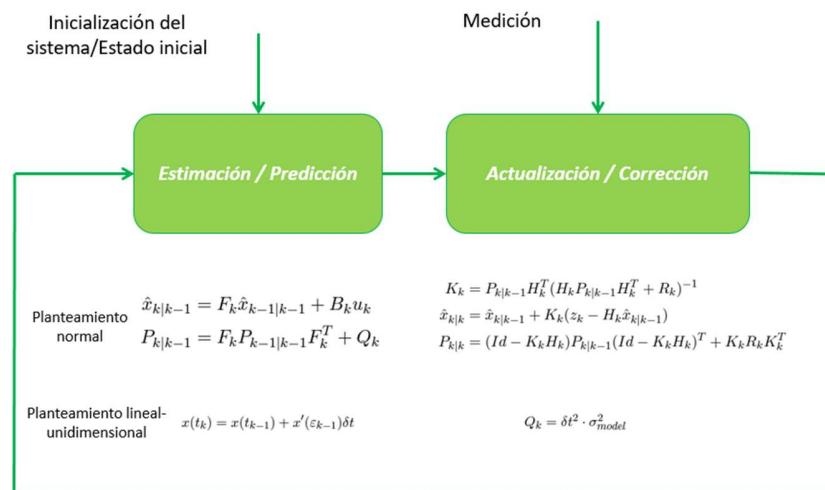 Inicialización del
sistema/Estado inicial
Medición
Estimación / Predicción
Actualización / Corrección
Planteamiento
normal
x̂_{k|k−1} = F_k x̂_{k−1|k−1} + B_k u_k
P_{k|k−1} = F_k P_{k−1|k−1} F_k^T + Q_k
K_k = P_{k|k−1} H_k^T (H_k P_{k|k−1} H_k^T + R_k)^{−1}
x̂_{k|k} = x̂_{k|k−1} + K_k (z_k − H_k x̂_{k|k−1})
P_{k|k} = (Id − K_k H_k) P_{k|k−1} (Id − K_k H_k)^T + K_k R_k K_k^T
Planteamiento lineal-
unidimensional
x(t_k) = x(t_{k−1}) + x′(ε_{k−1})δt
Q_k = δt^2 · σ^2_{model}